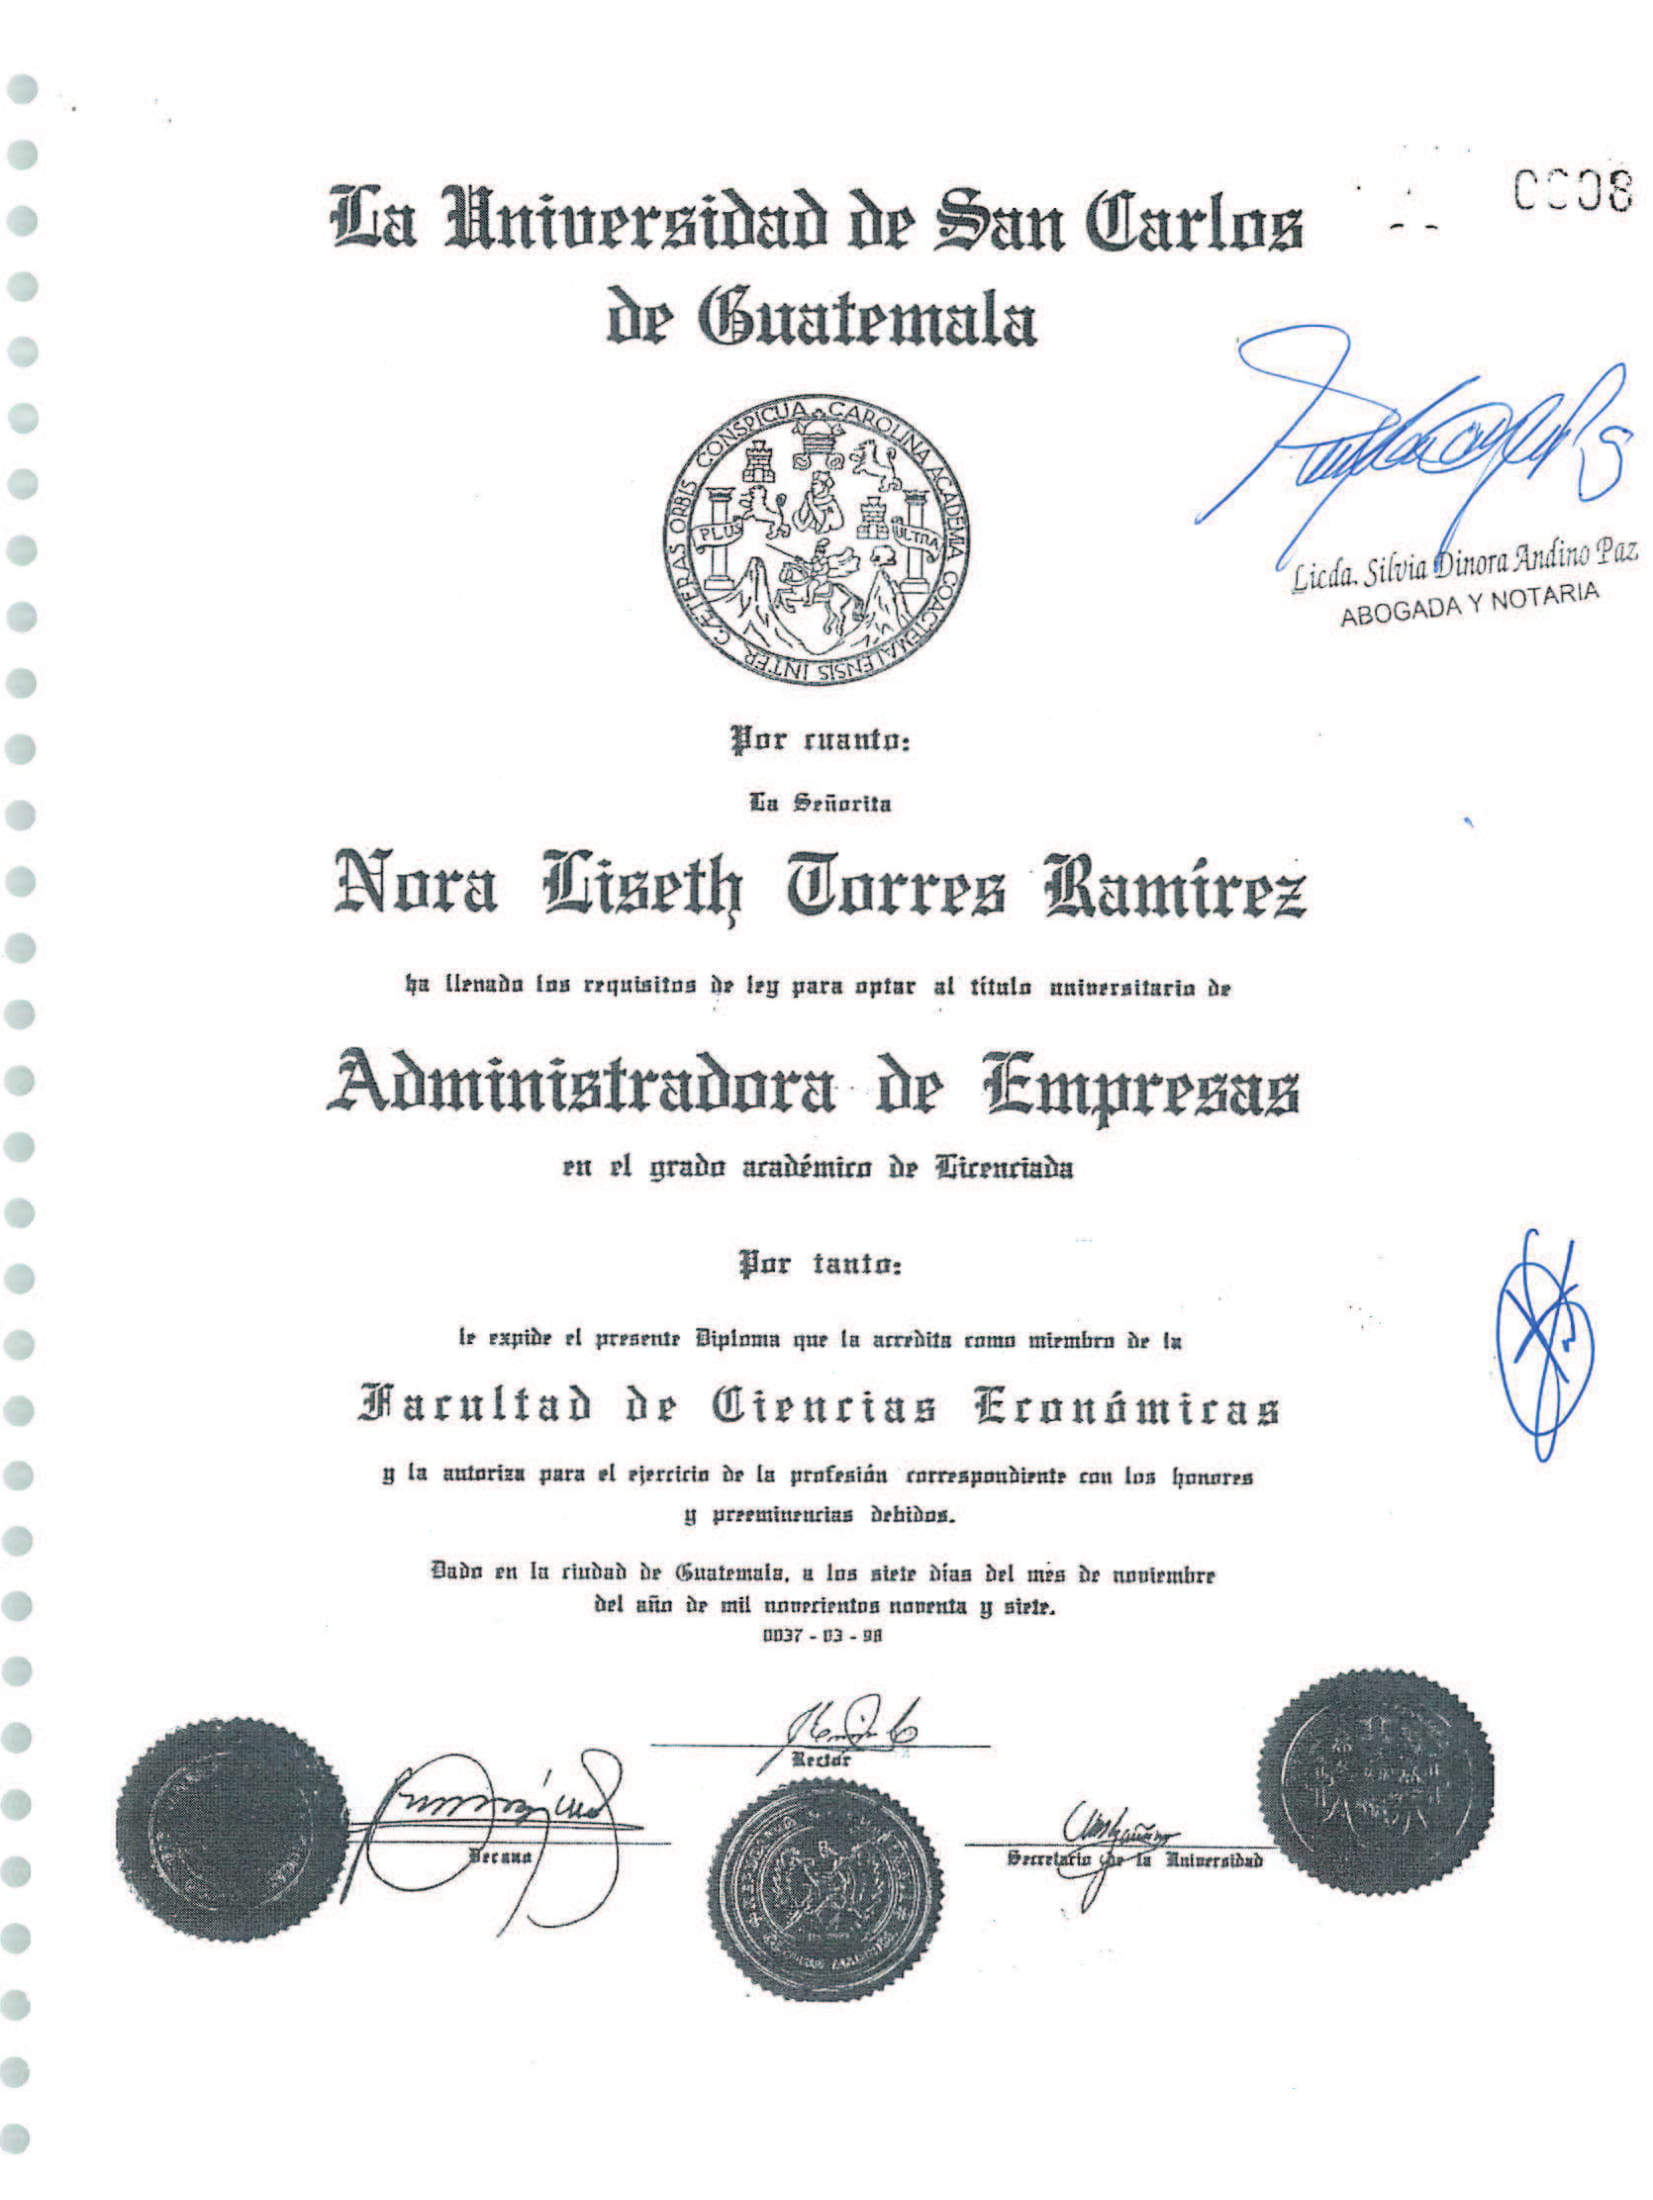 0008
La Universidad de San Carlos
de Guatemala
Licda. Silvia Dinora Andino Paz
ABOGADA Y NOTARIA
INTER CÆTERAS ORBIS CONSPICUA CAROLINA ACADEMIA COACTEMALENSIS
PLUS ULTRA
Por cuanto:
La Señorita
Nora Liseth Torres Ramírez
ha llenado los requisitos de ley para optar al título universitario de
Administradora de Empresas
en el grado académico de Licenciada
Por tanto:
le expide el presente Diploma que la acredita como miembro de la
Facultad de Ciencias Económicas
y la autoriza para el ejercicio de la profesión correspondiente con los honores
y preeminencias debidos.
Dado en la ciudad de Guatemala, a los siete días del mes de noviembre
del año de mil novecientos noventa y siete.
0037 - 03 - 98
Rector
Decano
Secretario de la Universidad